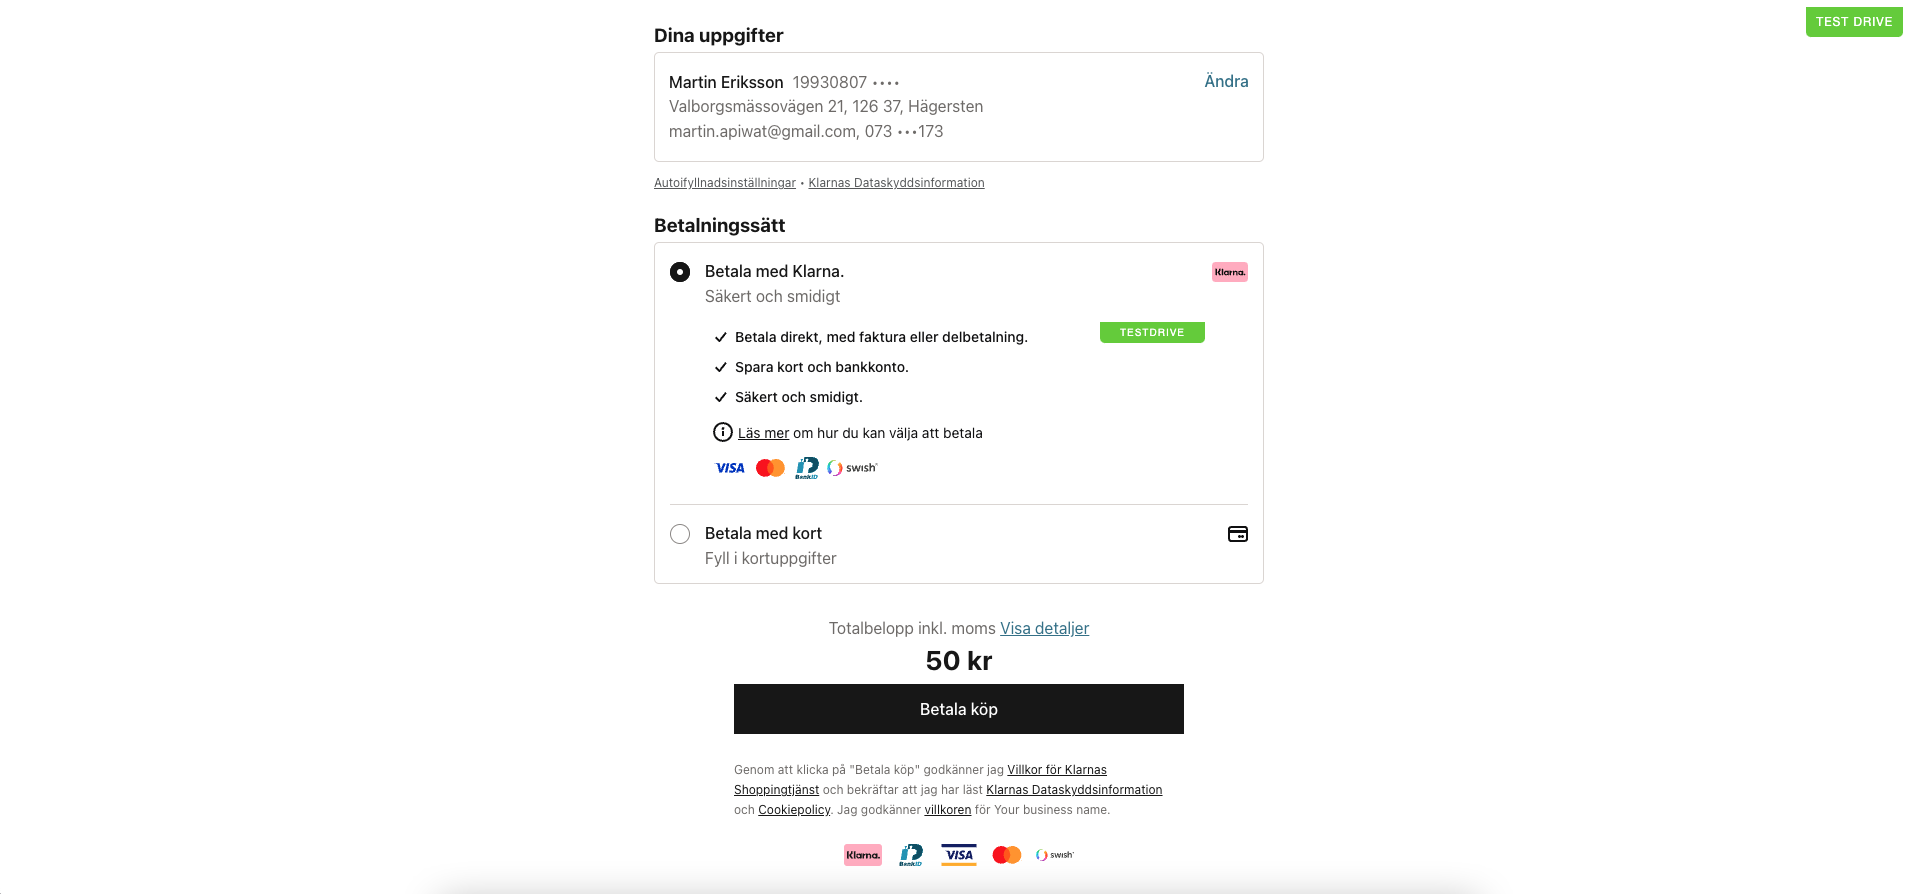 TEST DRIVE
Dina uppgifter
Martin Eriksson 19930807 ••••
Ändra
Valborgsmässovägen 21, 126 37, Hägersten
martin.apiwat@gmail.com, 073 •••173
Autoifyllnadsinställningar • Klarnas Dataskyddsinformation
Betalningssätt
Betala med Klarna.
Klarna.
Säkert och smidigt
Betala direkt, med faktura eller delbetalning.
TESTDRIVE
Spara kort och bankkonto.
Säkert och smidigt.
Läs mer om hur du kan välja att betala
VISA BankID swish
Betala med kort
Fyll i kortuppgifter
Totalbelopp inkl. moms Visa detaljer
50 kr
Betala köp
Genom att klicka på "Betala köp" godkänner jag Villkor för Klarnas
Shoppingtjänst och bekräftar att jag har läst Klarnas Dataskyddsinformation
och Cookiepolicy. Jag godkänner villkoren för Your business name.
Klarna. BankID VISA swish